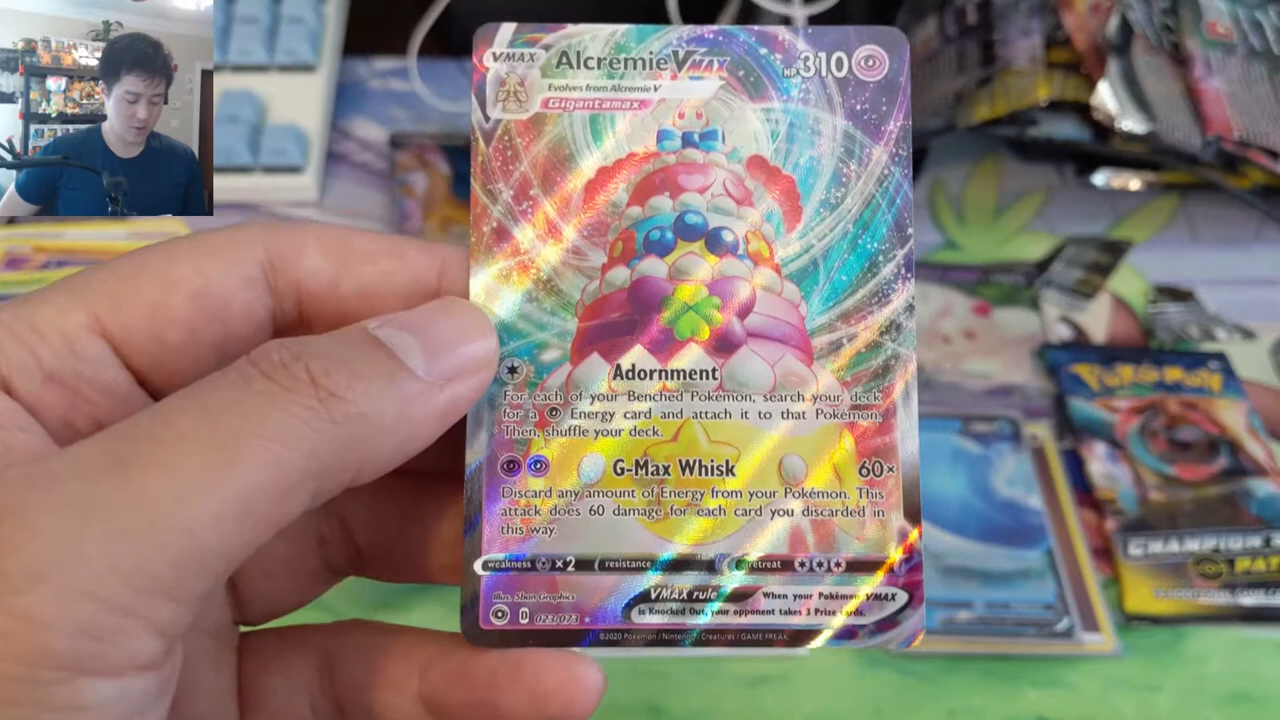 VMAX Alcremie VMAX HP 310
Evolves from Alcremie V
Gigantamax
Adornment
For each of your Benched Pokémon, search your deck
for a Energy card and attach it to that Pokémon.
Then, shuffle your deck.
G-Max Whisk 60×
Discard any amount of Energy from your Pokémon. This
attack does 60 damage for each card you discarded in
this way.
weakness ×2 resistance retreat
Illus. 5ban Graphics
VMAX rule When your Pokémon VMAX
is Knocked Out, your opponent takes 3 Prize cards.
D 023/073 ★
©2020 Pokémon / Nintendo / Creatures / GAME FREAK
POKÉMON
CHAMPION'S
PAT